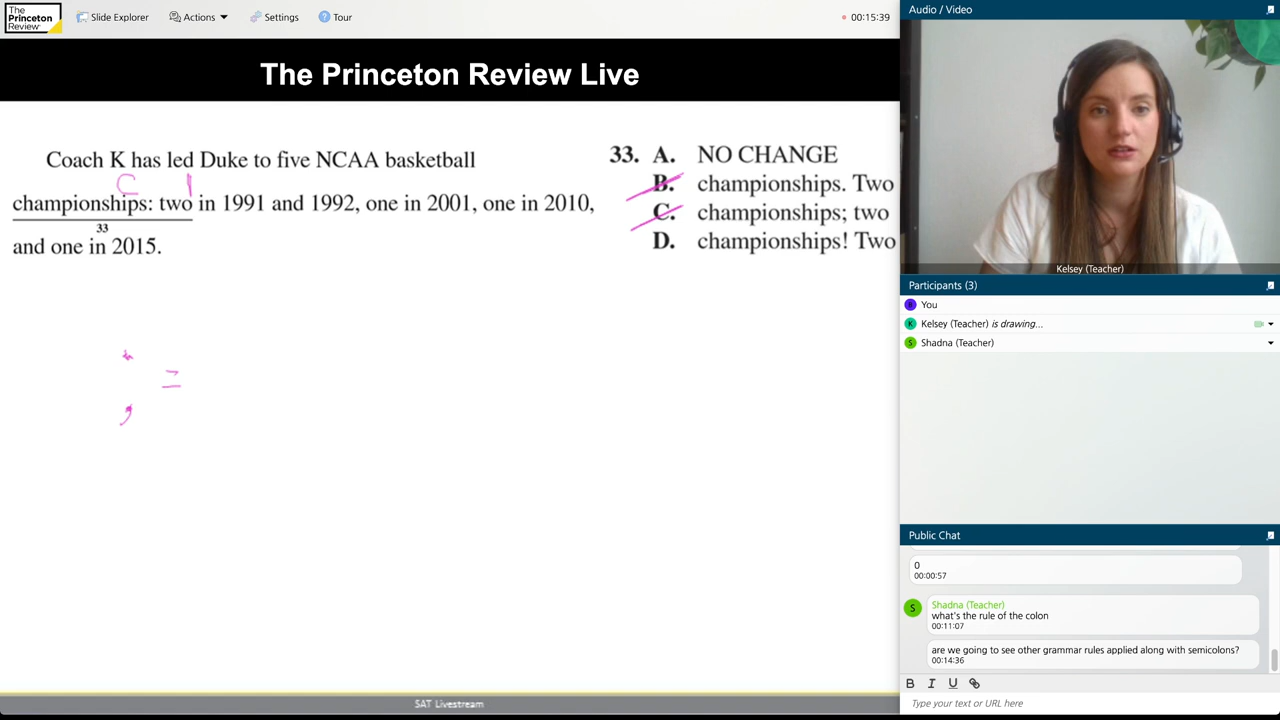 The
Princeton
Review
Slide Explorer
Actions
Settings
Tour
00:15:39
Audio / Video
The Princeton Review Live
Coach K has led Duke to five NCAA basketball
C I
championships: two in 1991 and 1992, one in 2001, one in 2010,
33
and one in 2015.
; =
33. A. NO CHANGE
B. championships. Two
C. championships; two
D. championships! Two
Kelsey (Teacher)
Participants (3)
B You
K Kelsey (Teacher) is drawing...
S Shadna (Teacher)
Public Chat
0
00:00:57
S Shadna (Teacher)
what's the rule of the colon
00:11:07
are we going to see other grammar rules applied along with semicolons?
00:14:36
B I U
Type your text or URL here
SAT Livestream